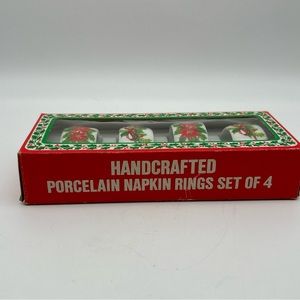 HANDCRAFTED
PORCELAIN NAPKIN RINGS SET OF 4